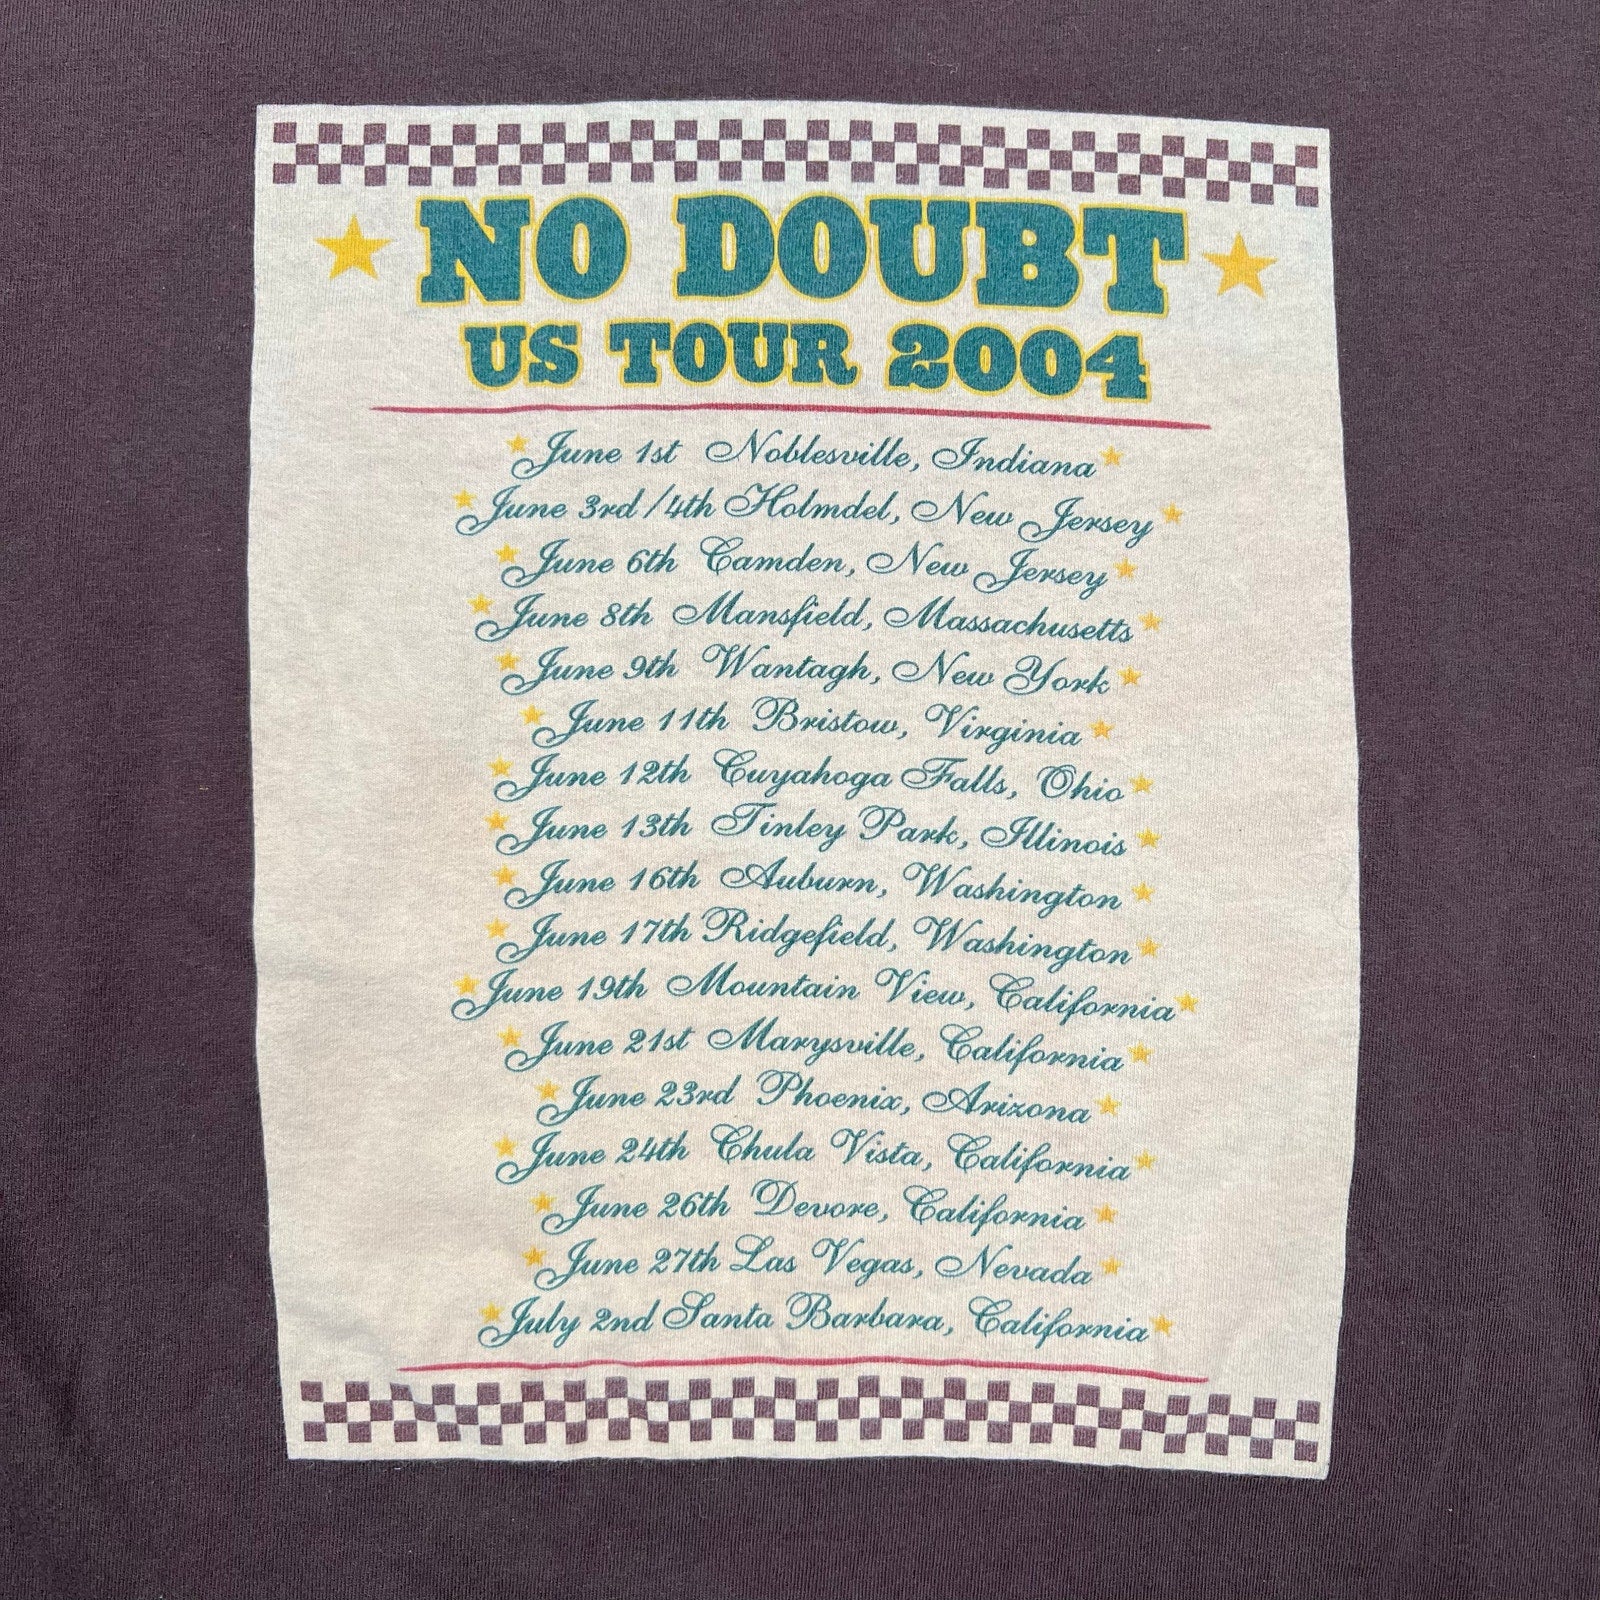 NO DOUBT
US TOUR 2004
June 1st Noblesville, Indiana
June 3rd/4th Holmdel, New Jersey
June 6th Camden, New Jersey
June 8th Mansfield, Massachusetts
June 9th Wantagh, New York
June 11th Bristow, Virginia
June 12th Cuyahoga Falls, Ohio
June 13th Tinley Park, Illinois
June 16th Auburn, Washington
June 17th Ridgefield, Washington
June 19th Mountain View, California
June 21st Marysville, California
June 23rd Phoenix, Arizona
June 24th Chula Vista, California
June 26th Devore, California
June 27th Las Vegas, Nevada
July 2nd Santa Barbara, California